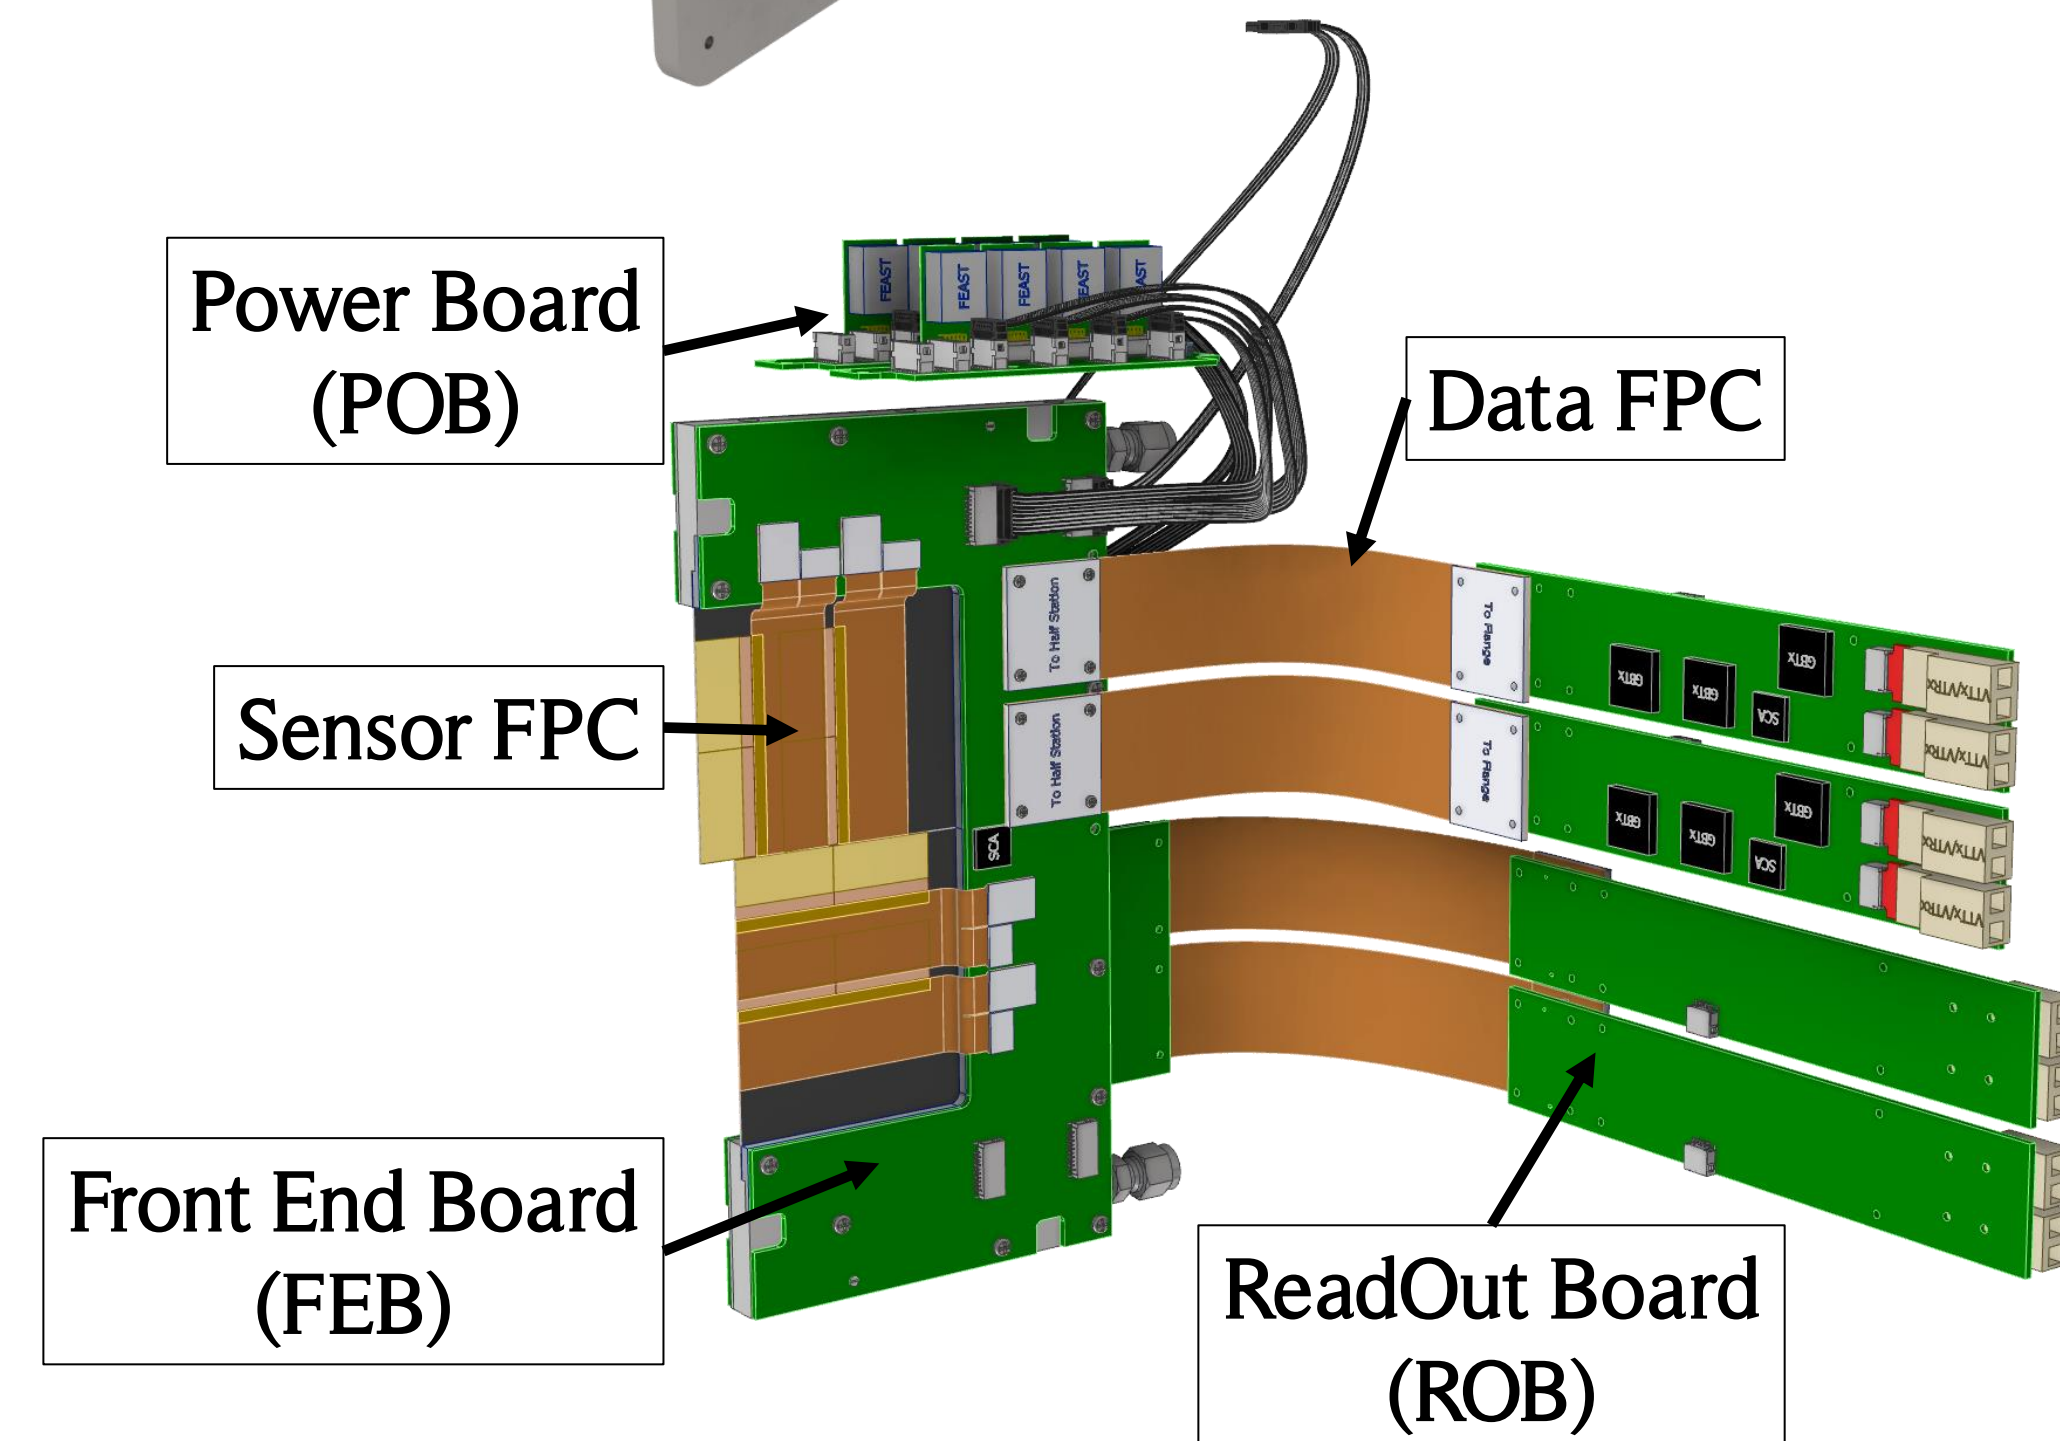 Power Board
(POB)
FEAST
FEAST
FEAST
FEAST
AST
Data FPC
To Half Station
To Flange
GBTx
GBTx
GBTx
SCA
VTTx/VTRx
VTTx/VTRx
Sensor FPC
To Half Station
To Flange
GBTx
GBTx
GBTx
SCA
VTTx/VTRx
VTTx/VTRx
SCA
Front End Board
(FEB)
ReadOut Board
(ROB)